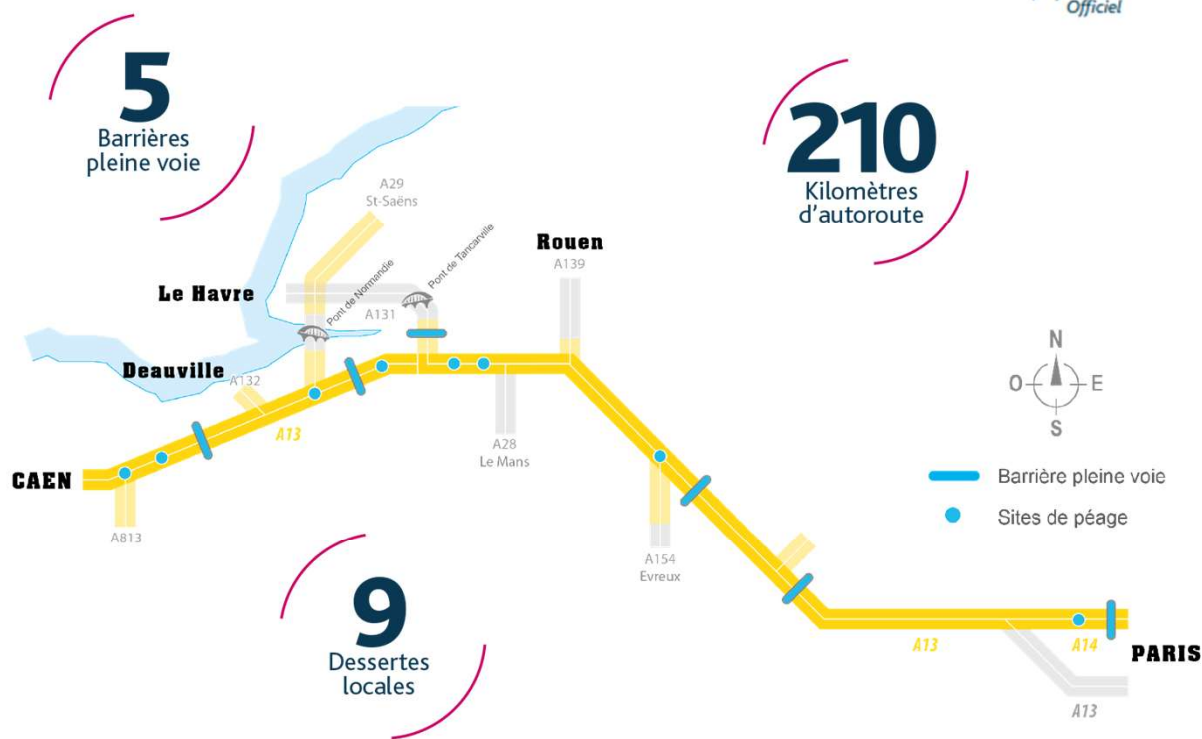 Officiel
5
Barrières
pleine voie
210
Kilomètres
d'autoroute
A29
St-Saëns
Pont de Normandie
Pont de Tancarville
Rouen
A139
Le Havre
A131
Deauville
A132
A13
A28
Le Mans
CAEN
A813
N
O
E
S
Barrière pleine voie
Sites de péage
A154
Evreux
9
Dessertes
locales
A13
A14
PARIS
A13